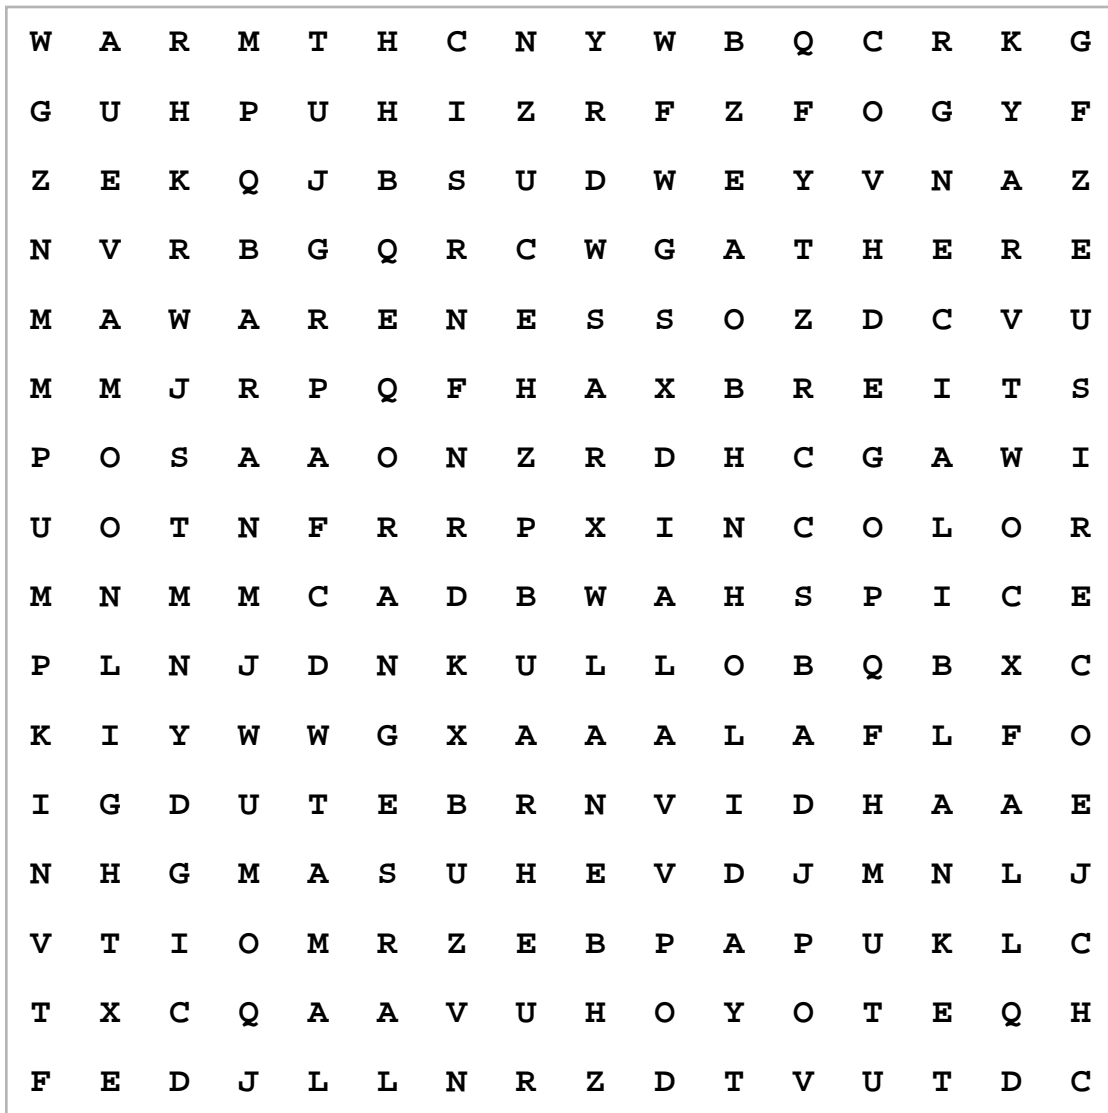 W A R M T H C N Y W B Q C R K G
G U H P U H I Z R F Z F O G Y F
Z E K Q J B S U D W E Y V N A Z
N V R B G Q R C W G A T H E R E
M A W A R E N E S S O Z D C V U
M M J R P Q F H A X B R E I T S
P O S A A O N Z R D H C G A W I
U O T N F R R P X I N C O L O R
M N M M C A D B W A H S P I C E
P L N J D N K U L L O B Q B X C
K I Y W W G X A A A L A F L F O
I G D U T E B R N V I D H A A E
N H G M A S U H E V D J M N L J
V T I O M R Z E B P A P U K L C
T X C Q A A V U H O Y O T E Q H
F E D J L L N R Z D T V U T D C